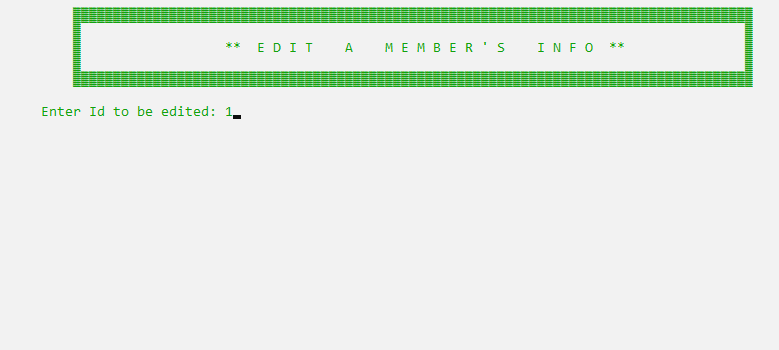 ** E D I T   A   M E M B E R ' S   I N F O **
Enter Id to be edited: 1